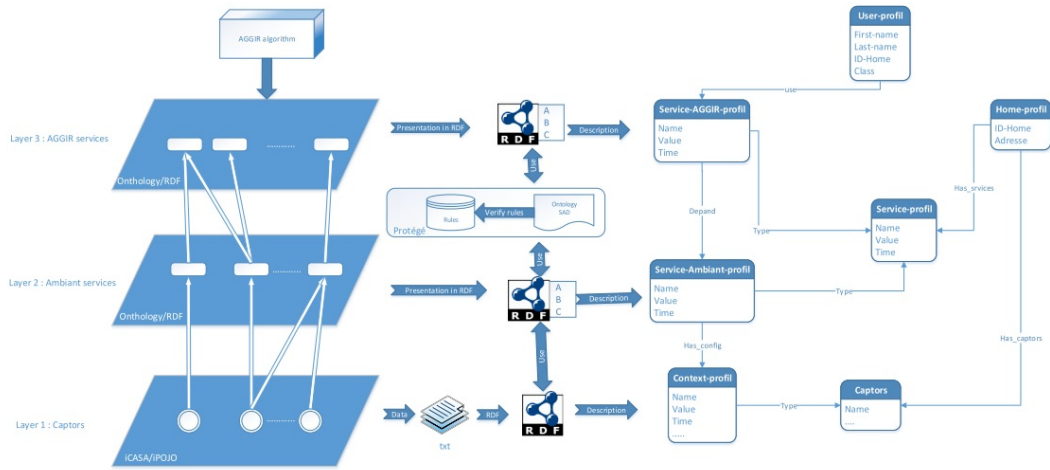 AGGIR algorithm
Layer 3 : AGGIR services
Onthology/RDF
Layer 2 : Ambiant services
Onthology/RDF
Layer 1 : Captors
iCASA/iPOJO
Presentation in RDF
RDF
A
B
C
Description
Use
Rules
Verify rules
Ontology
SAD
Protégé
Use
Presentation in RDF
RDF
A
B
C
Description
Use
Data
txt
RDF
RDF
Description
User-profil
First-name
Last-name
ID-Home
Class
Use
Service-AGGIR-profil
Name
Value
Time
Home-profil
ID-Home
Adresse
Has_srvices
Depand
Type
Service-profil
Name
Value
Time
Service-Ambiant-profil
Name
Value
Time
Type
Has_config
Has_captors
Context-profil
Name
Value
Time
.....
Type
Captors
Name
....